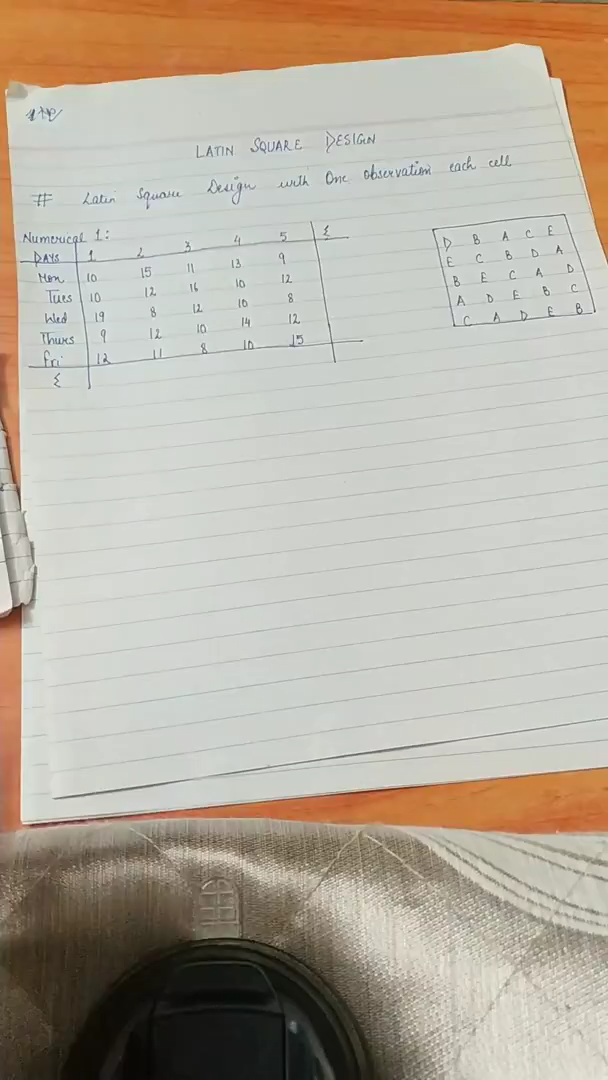 LATIN SQUARE DESIGN
# Latin Square Design with One observation each cell
Numerical 1:
DAYS 1 2 3 4 5 Σ
Mon 10 15 11 13 9
Tues 10 12 16 10 12
Wed 19 8 12 10 8
Thurs 9 12 10 14 12
Fri 12 11 8 10 15
Σ
D B A C E
E C B D A
B E C A D
A D E B C
C A D E B